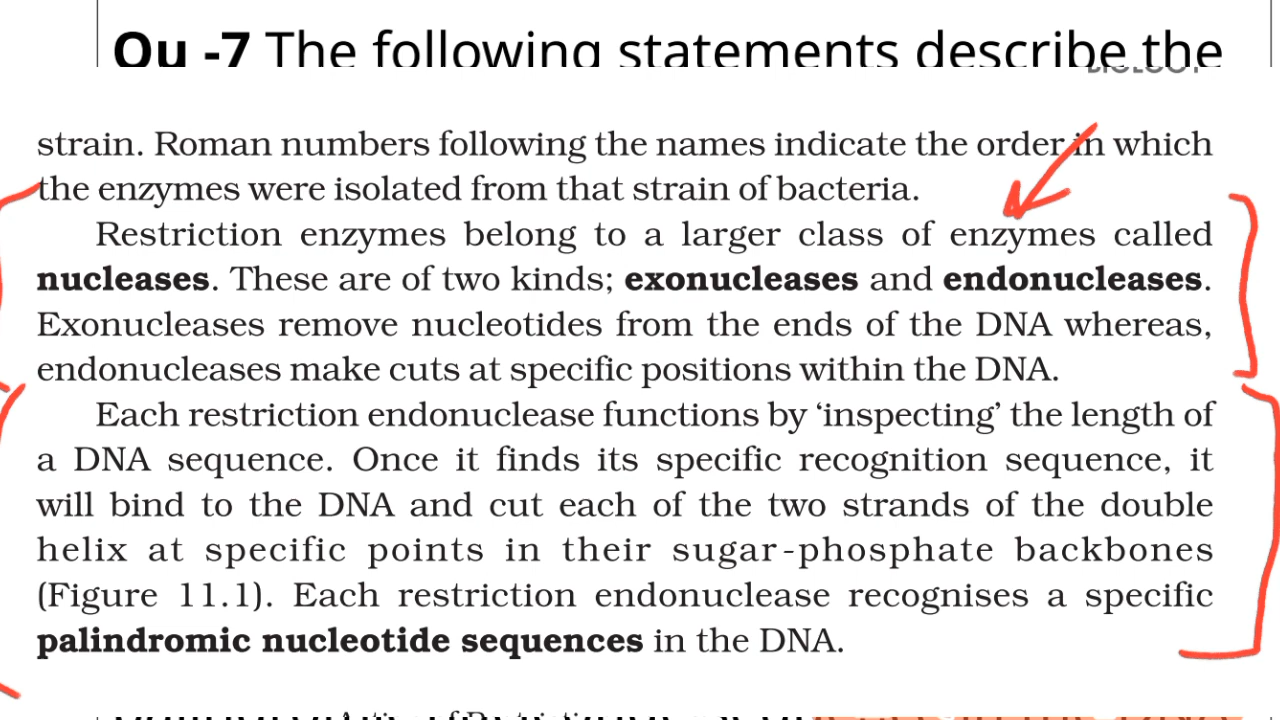 Qu -7 The following statements describe the
BIOLOGY
strain. Roman numbers following the names indicate the order in which
the enzymes were isolated from that strain of bacteria.
Restriction enzymes belong to a larger class of enzymes called
nucleases. These are of two kinds; exonucleases and endonucleases.
Exonucleases remove nucleotides from the ends of the DNA whereas,
endonucleases make cuts at specific positions within the DNA.
Each restriction endonuclease functions by ‘inspecting’ the length of
a DNA sequence. Once it finds its specific recognition sequence, it
will bind to the DNA and cut each of the two strands of the double
helix at specific points in their sugar-phosphate backbones
(Figure 11.1). Each restriction endonuclease recognises a specific
palindromic nucleotide sequences in the DNA.